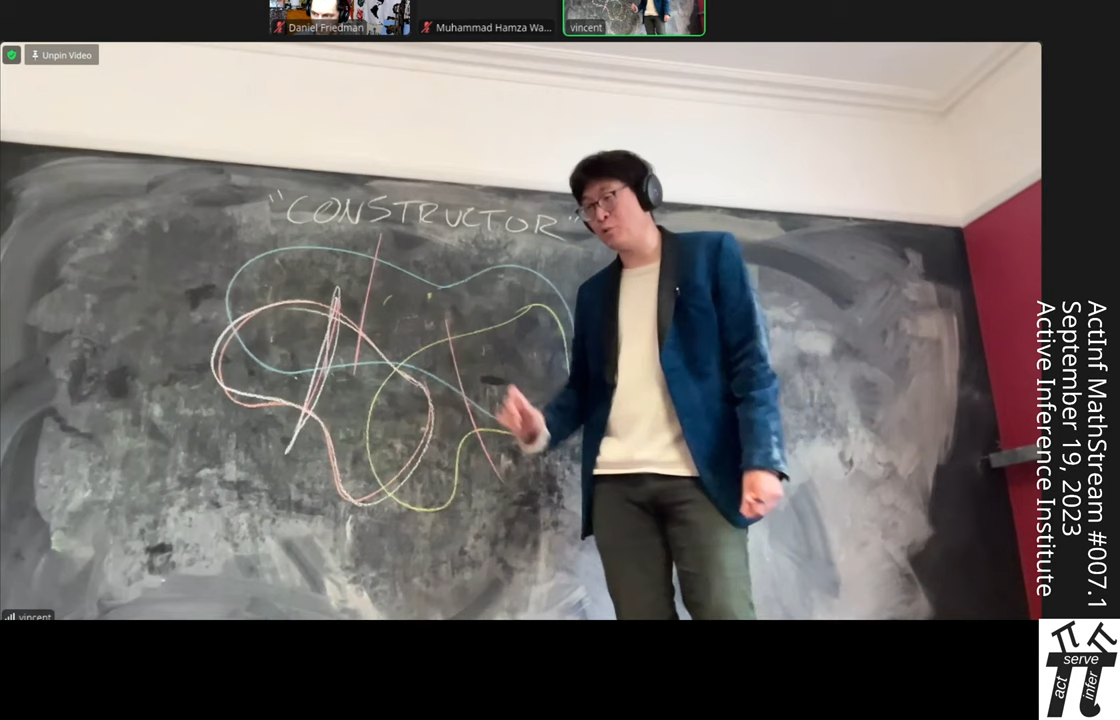 Daniel Friedman
Muhammad Hamza Wa...
vincent
Unpin Video
"CONSTRUCTOR"
ActInf MathStream #007.1
September 19, 2023
Active Inference Institute
vincent
serve
act
infer